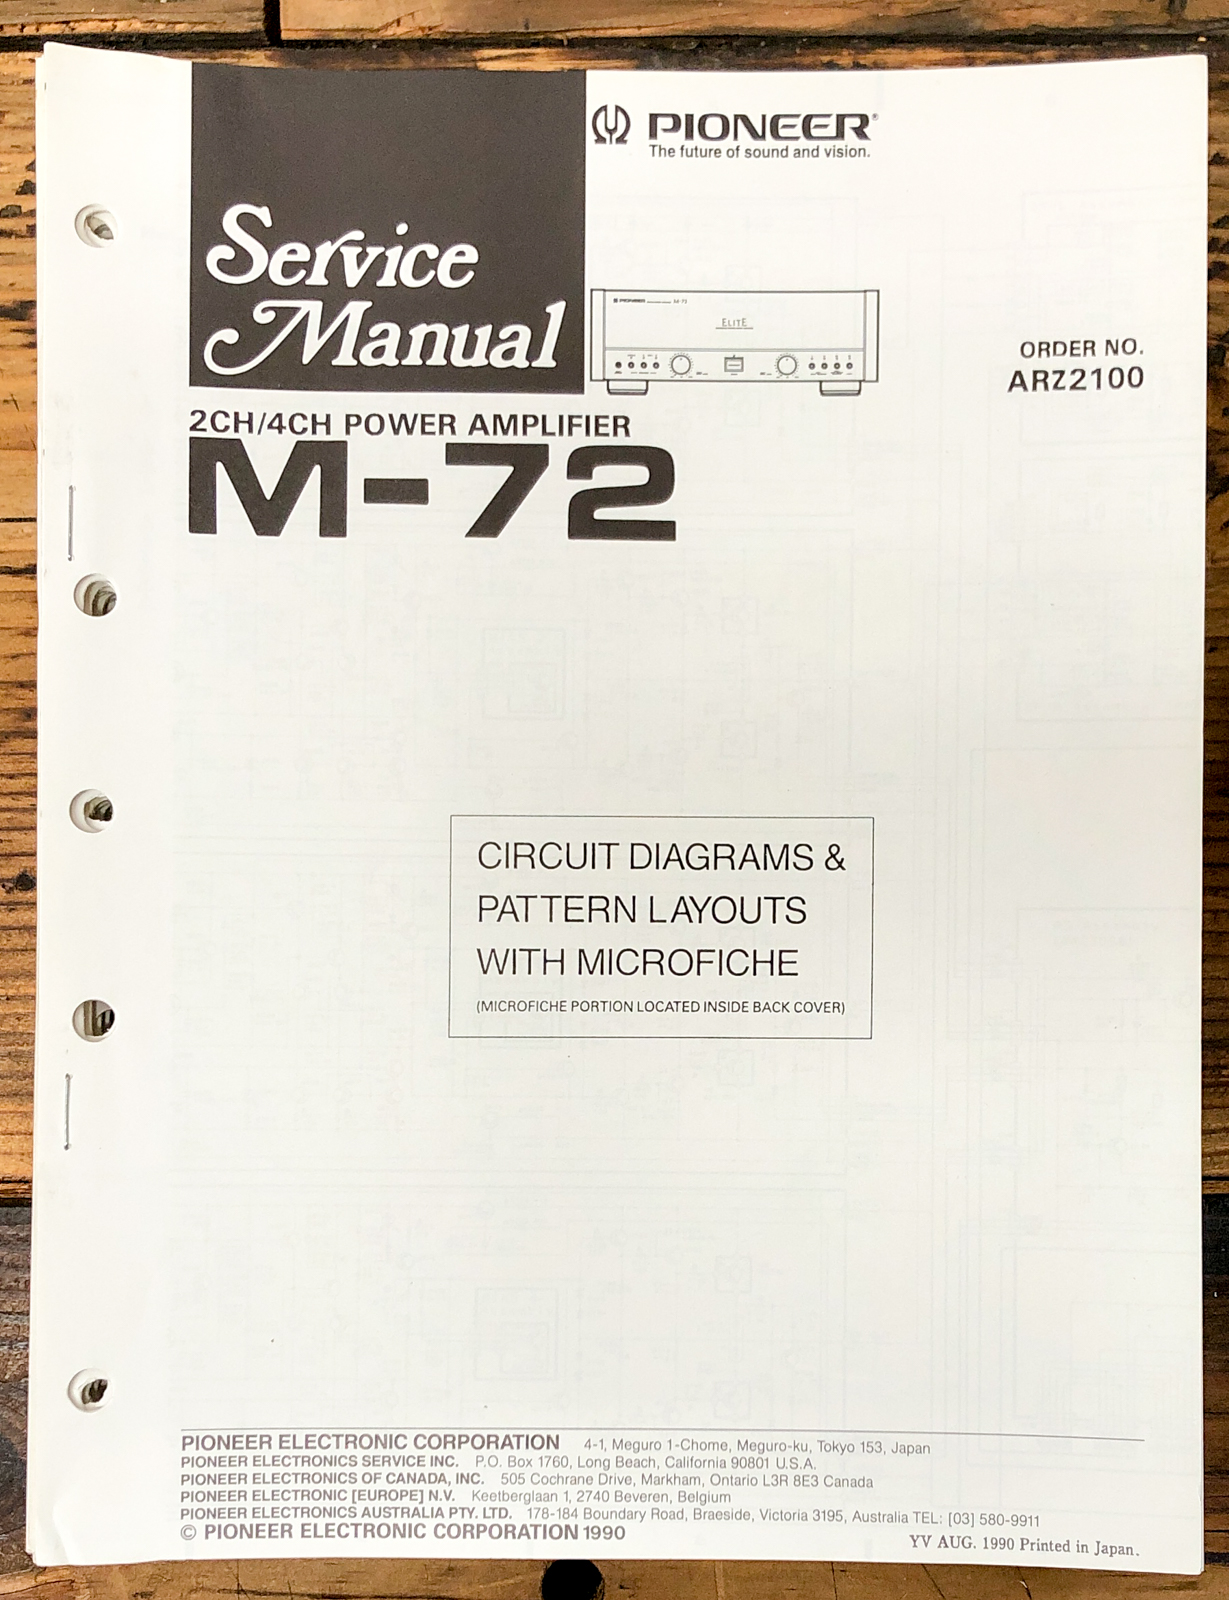 PIONEER®
The future of sound and vision.
Service
Manual
PIONEER M-72
ELITE
ORDER NO.
ARZ2100
2CH/4CH POWER AMPLIFIER
M-72
CIRCUIT DIAGRAMS &
PATTERN LAYOUTS
WITH MICROFICHE
(MICROFICHE PORTION LOCATED INSIDE BACK COVER)
PIONEER ELECTRONIC CORPORATION 4-1, Meguro 1-Chome, Meguro-ku, Tokyo 153, Japan
PIONEER ELECTRONICS SERVICE INC. P.O. Box 1760, Long Beach, California 90801 U.S.A.
PIONEER ELECTRONICS OF CANADA, INC. 505 Cochrane Drive, Markham, Ontario L3R 8E3 Canada
PIONEER ELECTRONIC [EUROPE] N.V. Keetberglaan 1, 2740 Beveren, Belgium
PIONEER ELECTRONICS AUSTRALIA PTY. LTD. 178-184 Boundary Road, Braeside, Victoria 3195, Australia TEL: [03] 580-9911
© PIONEER ELECTRONIC CORPORATION 1990
YV AUG. 1990 Printed in Japan.